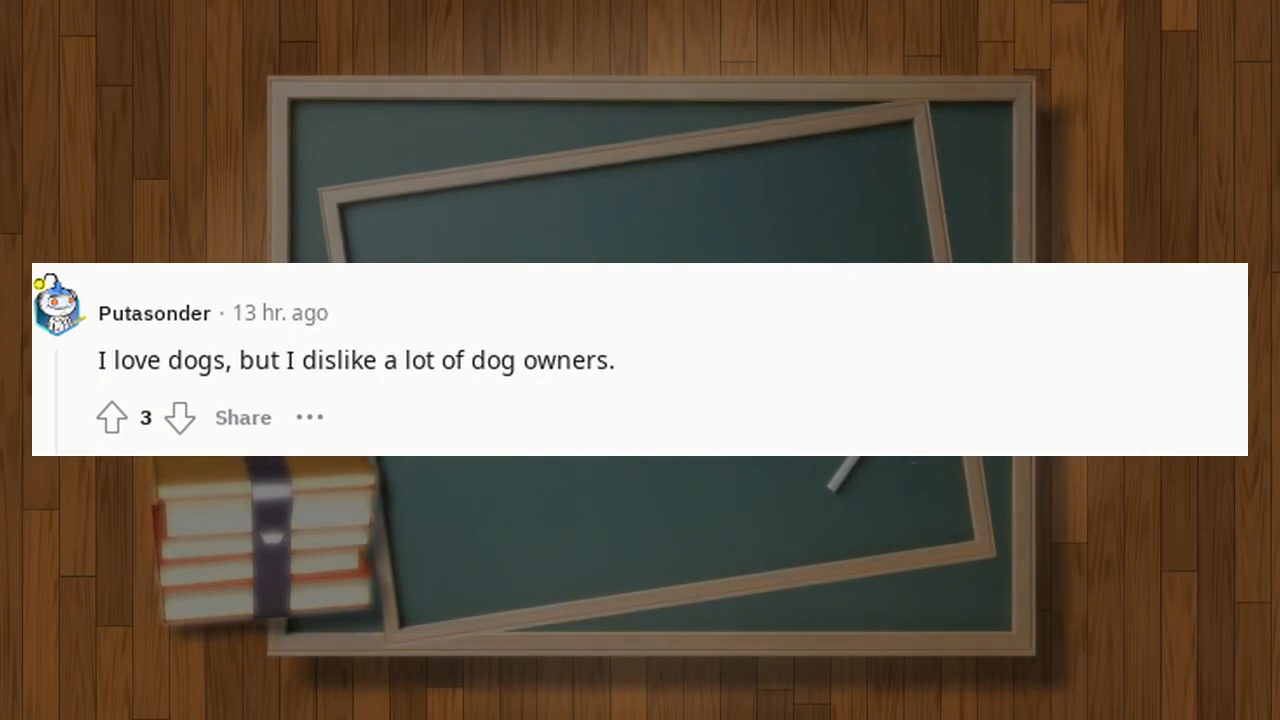 Putasonder · 13 hr. ago
I love dogs, but I dislike a lot of dog owners.
3 Share •••